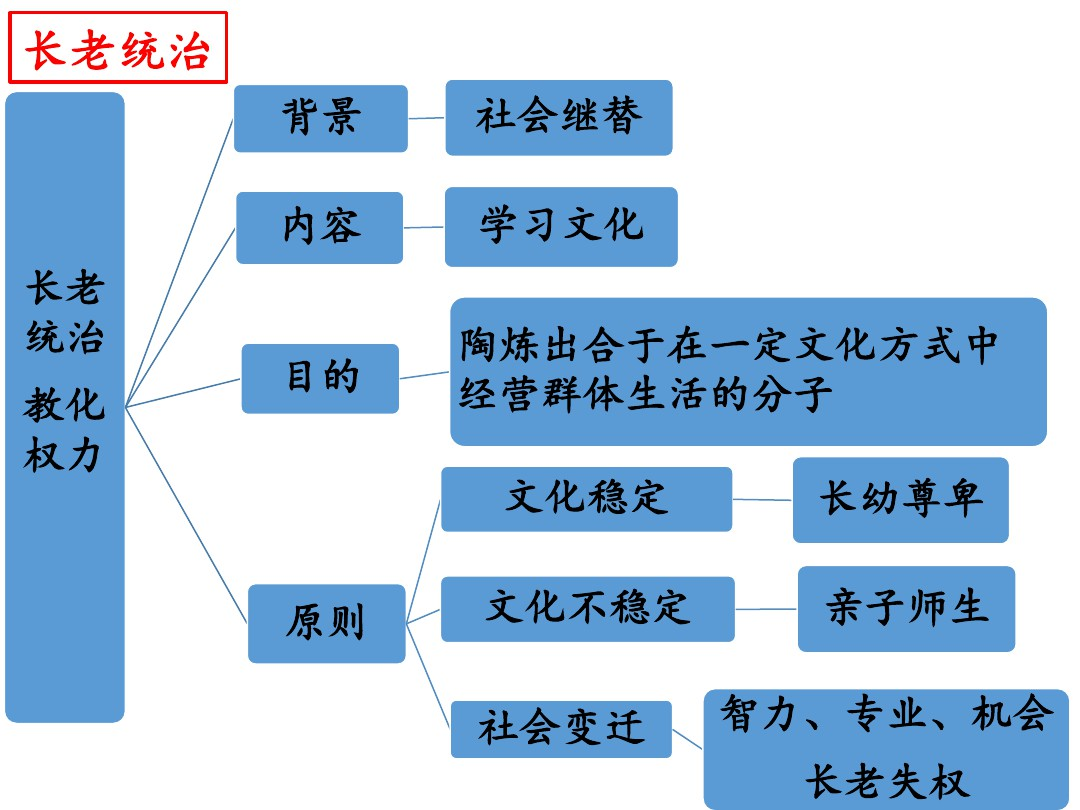 长老统治
长老
统治
教化
权力
背景
社会继替
内容
学习文化
目的
陶炼出合于在一定文化方式中
经营群体生活的分子
原则
文化稳定
长幼尊卑
文化不稳定
亲子师生
社会变迁
智力、专业、机会
长老失权